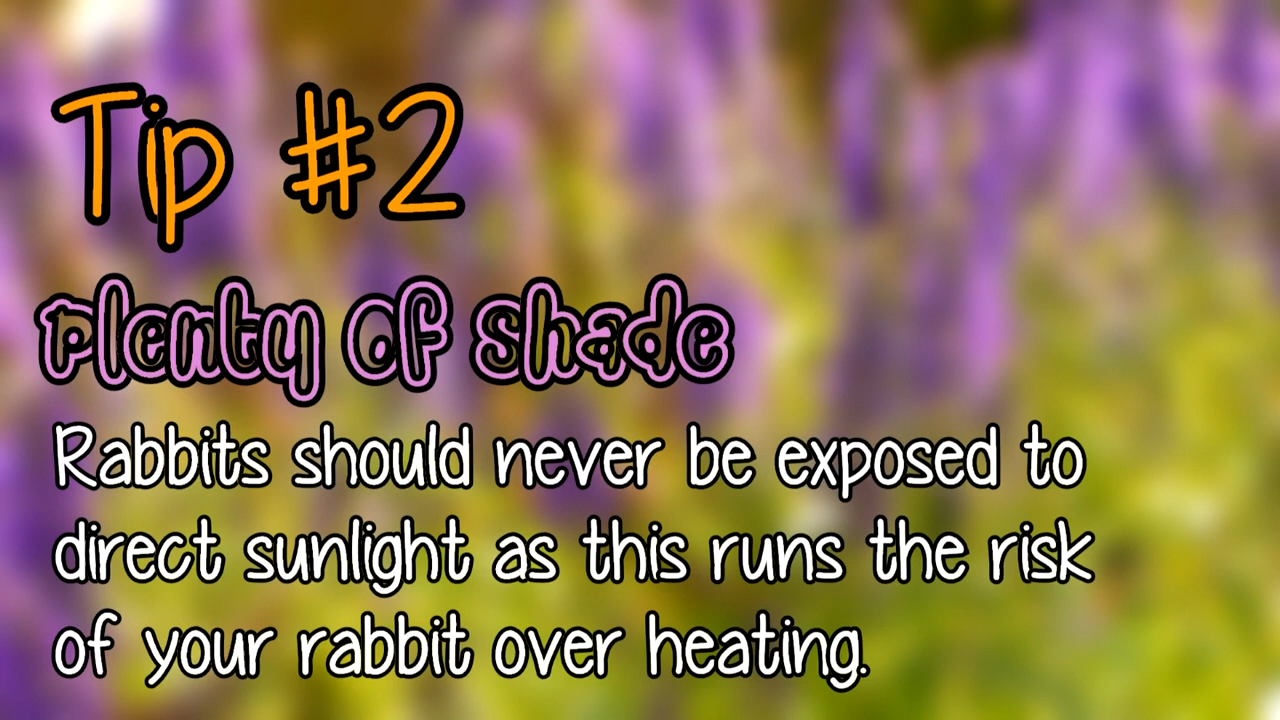 Tip #2
Plenty of Shade
Rabbits should never be exposed to
direct sunlight as this runs the risk
of your rabbit over heating.